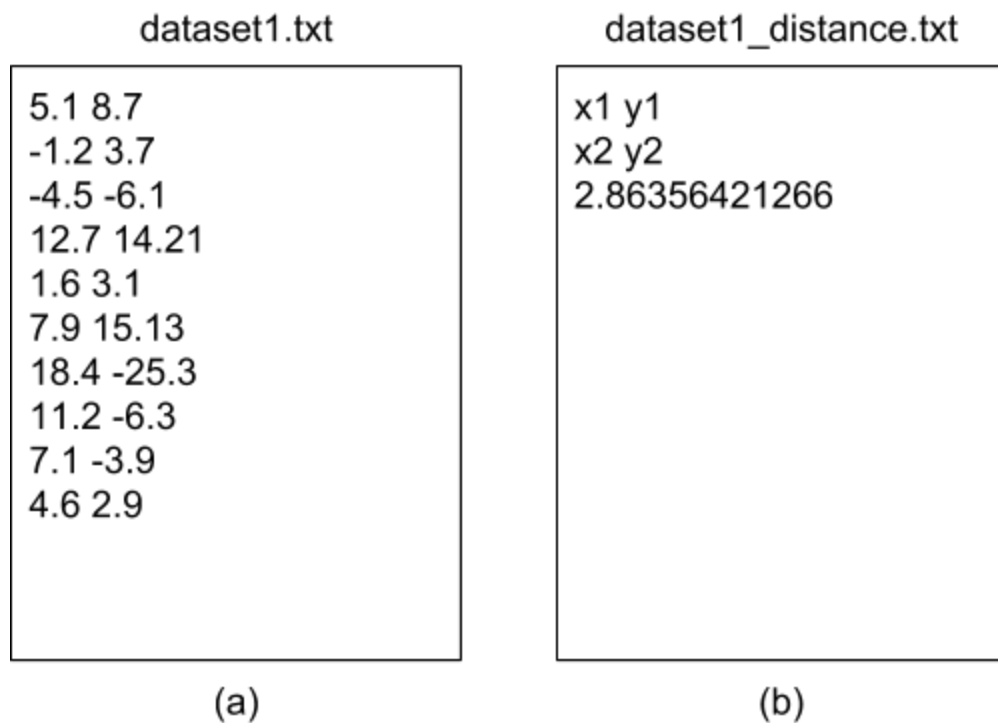 dataset1.txt
5.1 8.7
-1.2 3.7
-4.5 -6.1
12.7 14.21
1.6 3.1
7.9 15.13
18.4 -25.3
11.2 -6.3
7.1 -3.9
4.6 2.9
(a)
dataset1_distance.txt
x1 y1
x2 y2
2.86356421266
(b)